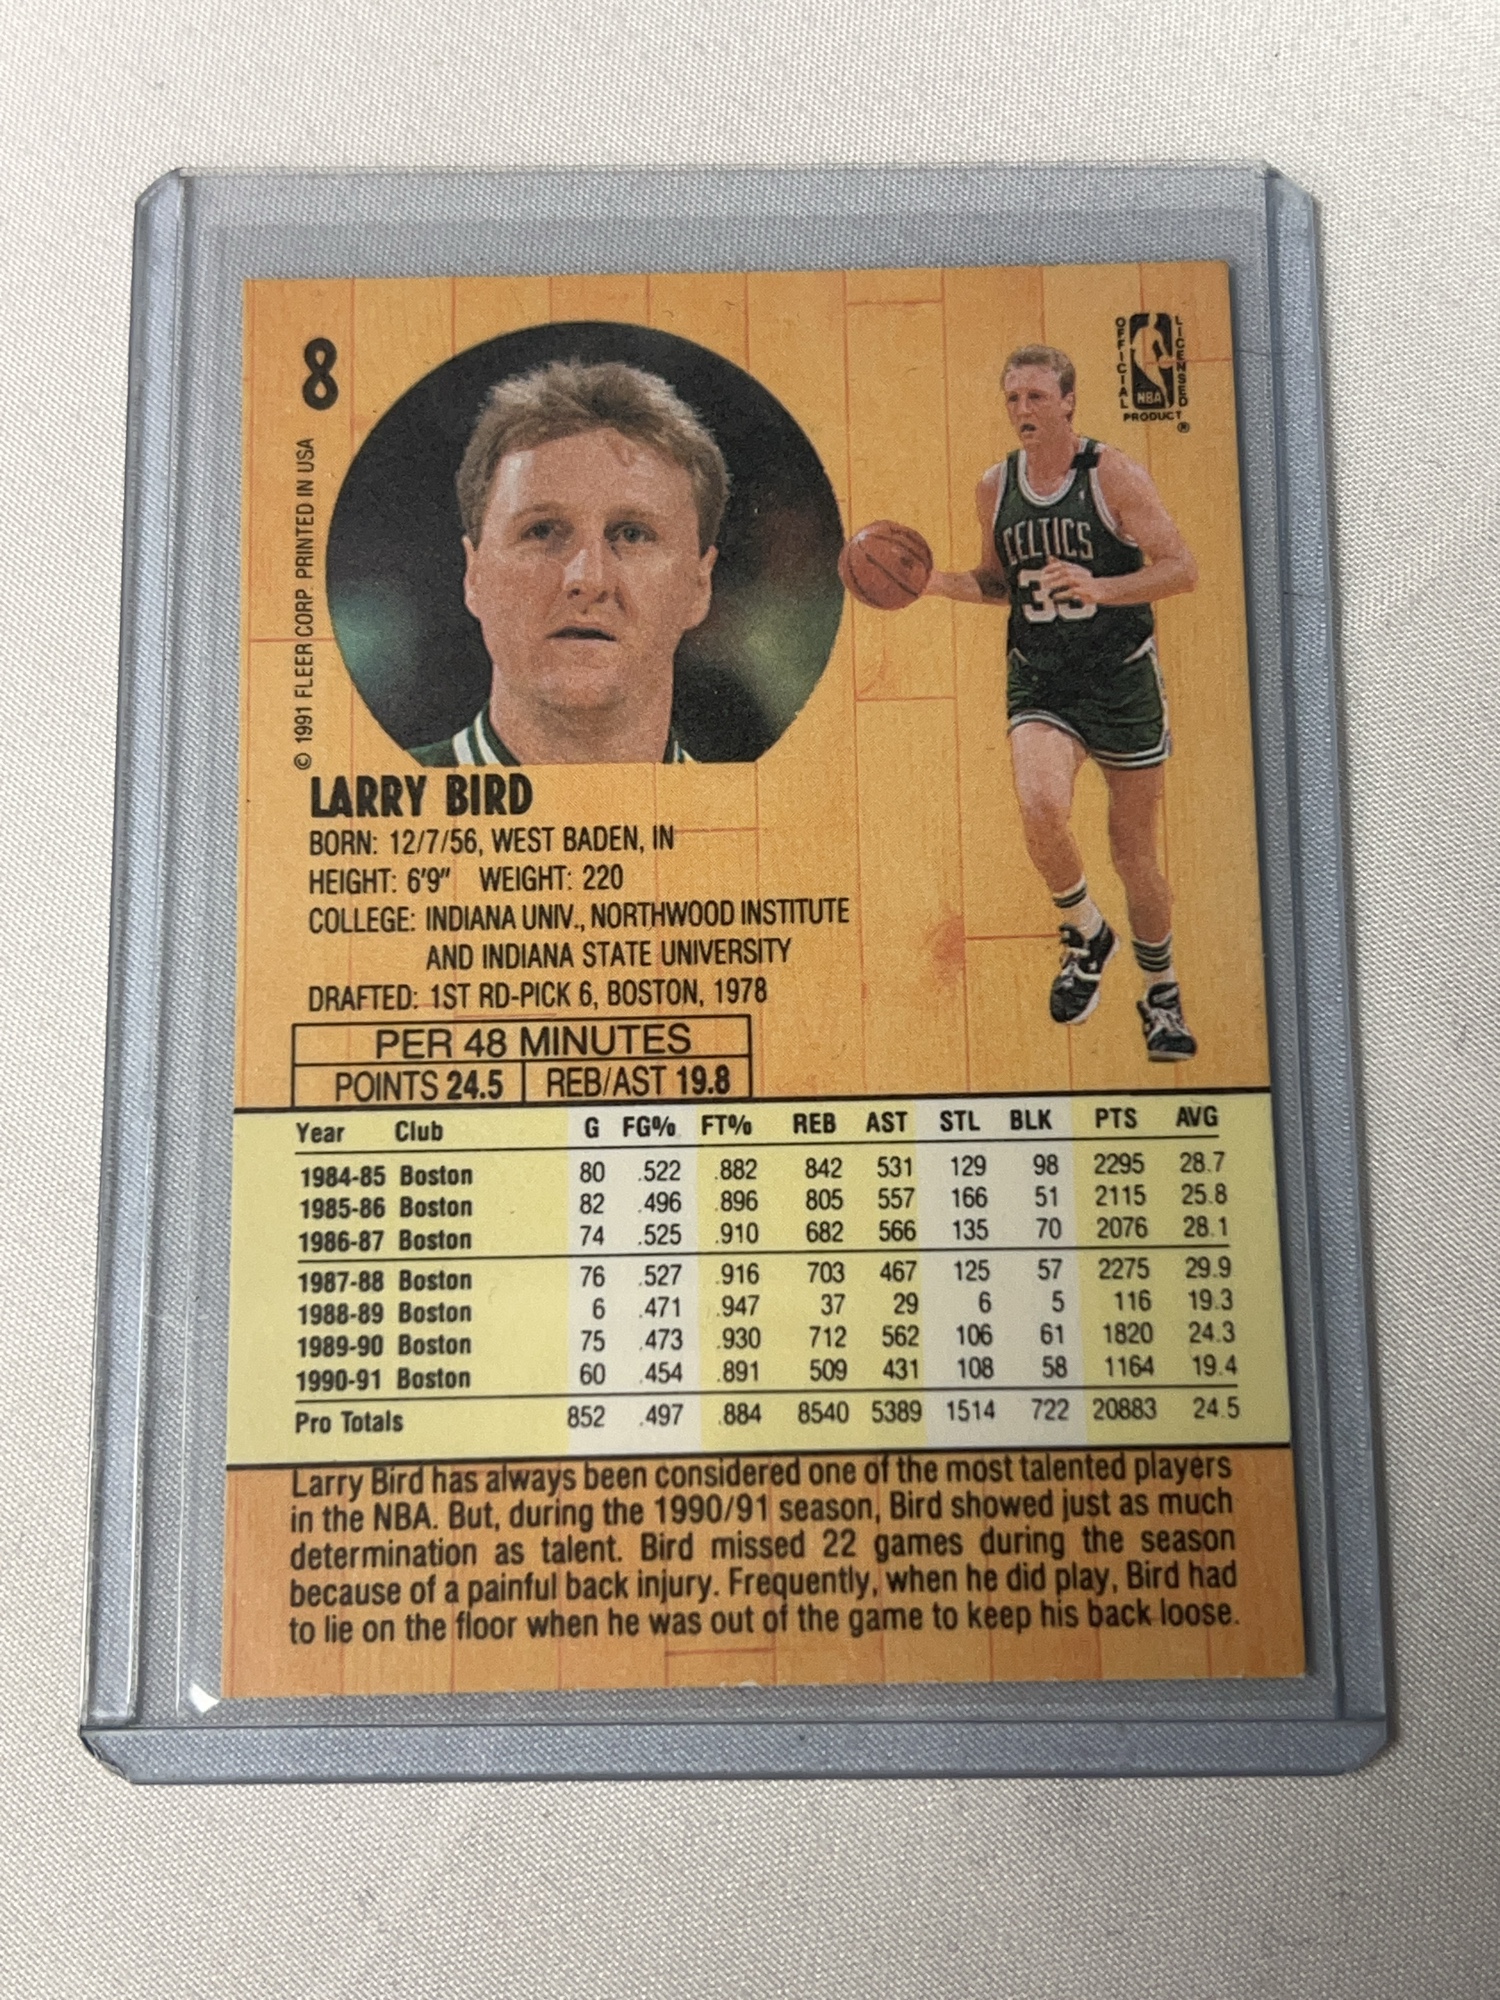 8
OFFICIAL LICENSED
NBA
PRODUCT ®
© 1991 FLEER CORP. PRINTED IN USA
CELTICS
33
LARRY BIRD
BORN: 12/7/56, WEST BADEN, IN
HEIGHT: 6'9" WEIGHT: 220
COLLEGE: INDIANA UNIV., NORTHWOOD INSTITUTE
AND INDIANA STATE UNIVERSITY
DRAFTED: 1ST RD-PICK 6, BOSTON, 1978
PER 48 MINUTES
POINTS 24.5 REB/AST 19.8
Year Club G FG% FT% REB AST STL BLK PTS AVG
1984-85 Boston 80 .522 .882 842 531 129 98 2295 28.7
1985-86 Boston 82 .496 .896 805 557 166 51 2115 25.8
1986-87 Boston 74 .525 .910 682 566 135 70 2076 28.1
1987-88 Boston 76 .527 .916 703 467 125 57 2275 29.9
1988-89 Boston 6 .471 .947 37 29 6 5 116 19.3
1989-90 Boston 75 .473 .930 712 562 106 61 1820 24.3
1990-91 Boston 60 .454 .891 509 431 108 58 1164 19.4
Pro Totals 852 .497 .884 8540 5389 1514 722 20883 24.5
Larry Bird has always been considered one of the most talented players
in the NBA. But, during the 1990/91 season, Bird showed just as much
determination as talent. Bird missed 22 games during the season
because of a painful back injury. Frequently, when he did play, Bird had
to lie on the floor when he was out of the game to keep his back loose.